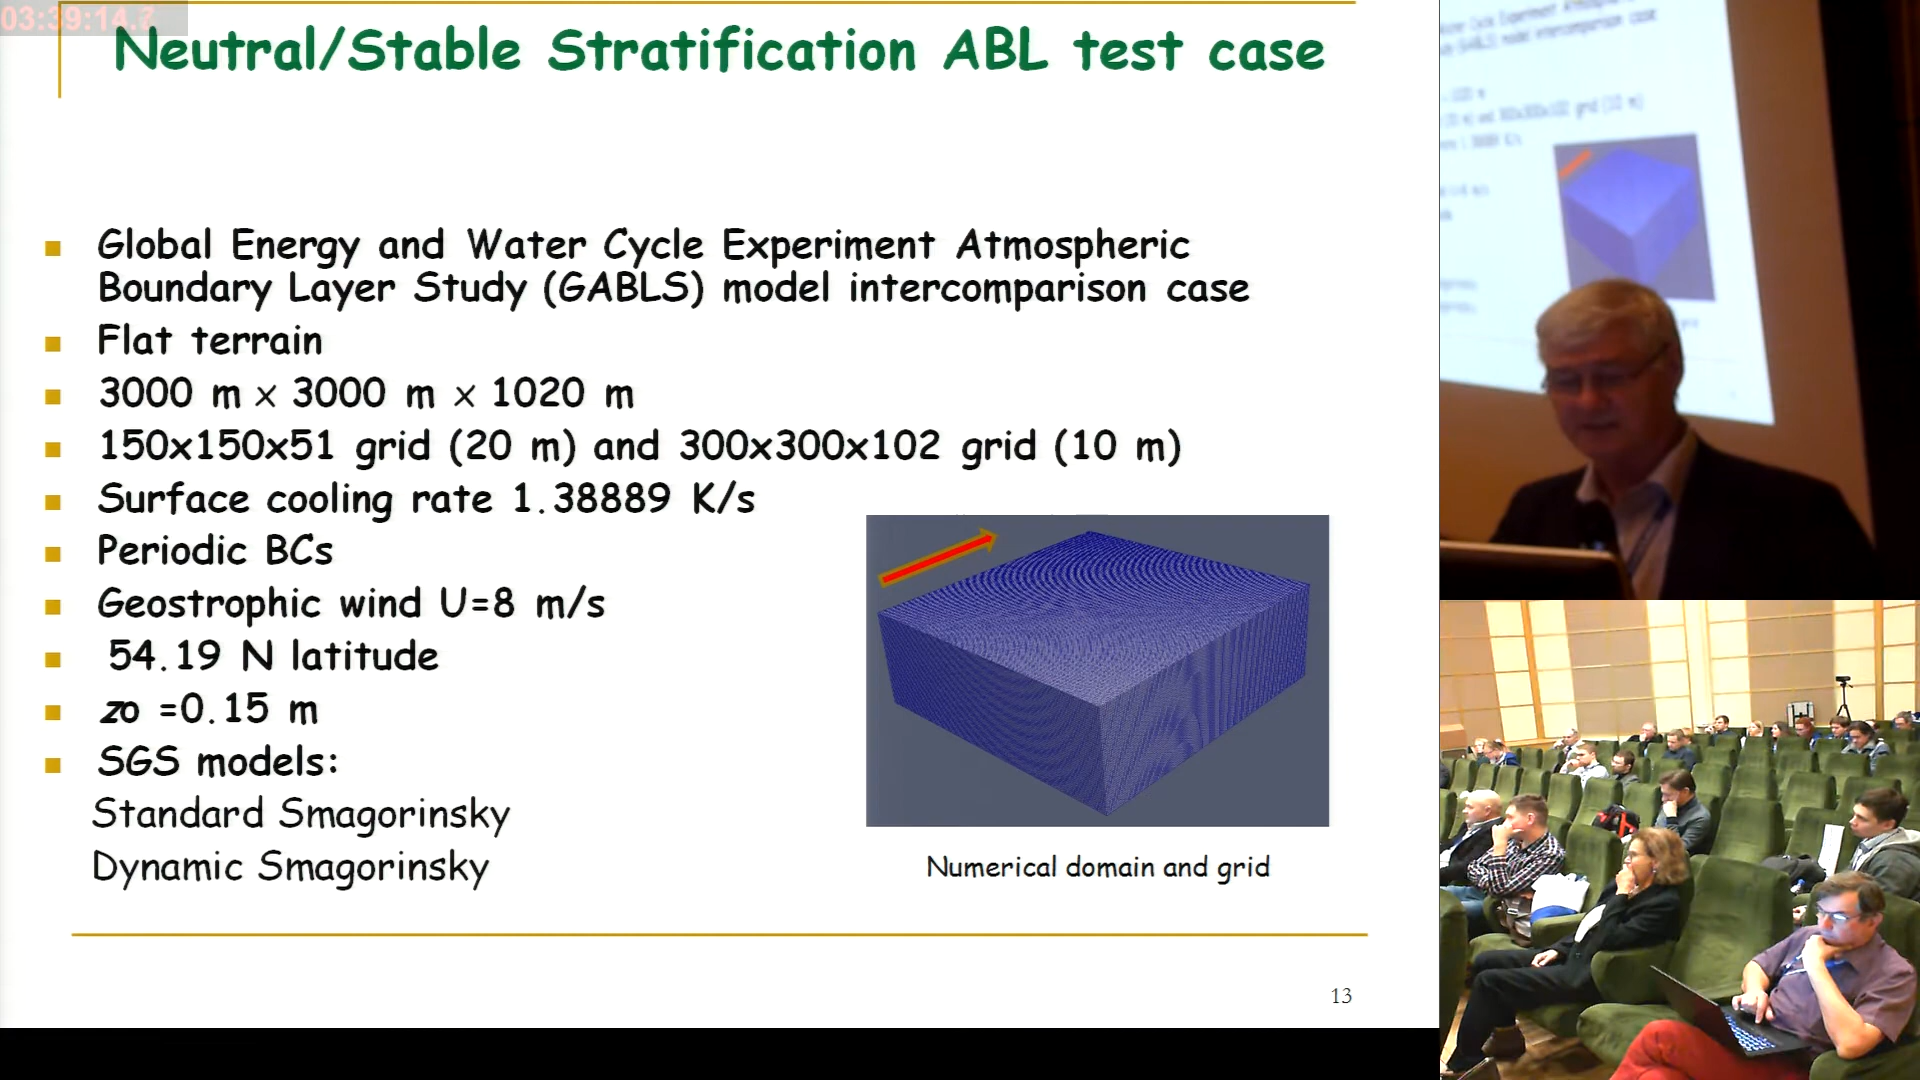 03:39:14.
Neutral/Stable Stratification ABL test case
Global Energy and Water Cycle Experiment Atmospheric
Boundary Layer Study (GABLS) model intercomparison case
Flat terrain
3000 m x 3000 m x 1020 m
150x150x51 grid (20 m) and 300x300x102 grid (10 m)
Surface cooling rate 1.38889 K/s
Periodic BCs
Geostrophic wind U=8 m/s
54.19 N latitude
zo =0.15 m
SGS models:
Standard Smagorinsky
Dynamic Smagorinsky
Numerical domain and grid
13